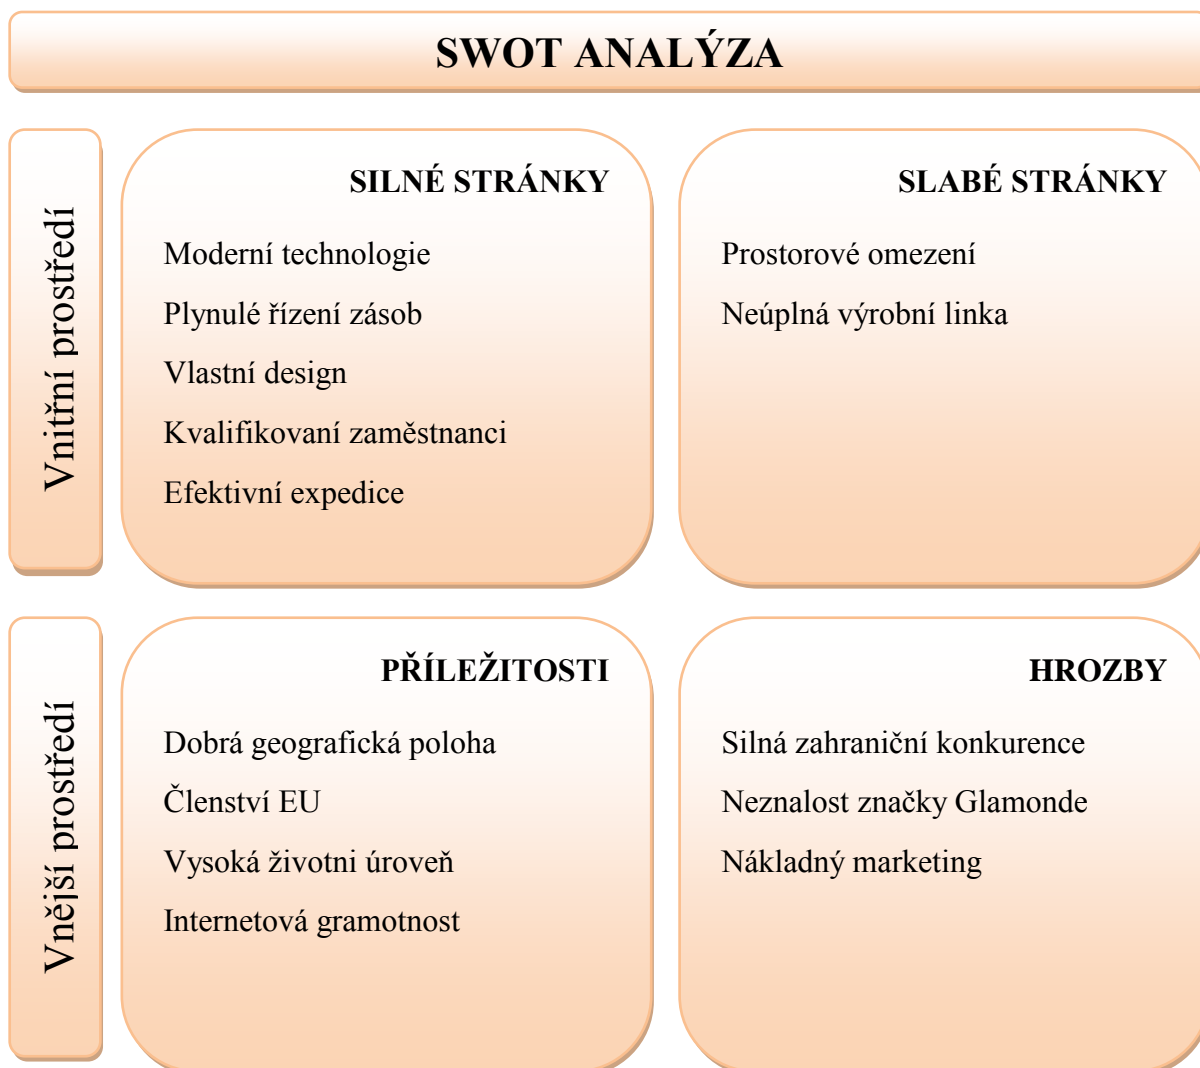 SWOT ANALÝZA
Vnitřní prostředí
SILNÉ STRÁNKY
Moderní technologie
Plynulé řízení zásob
Vlastní design
Kvalifikovaní zaměstnanci
Efektivní expedice
SLABÉ STRÁNKY
Prostorové omezení
Neúplná výrobní linka
Vnější prostředí
PŘÍLEŽITOSTI
Dobrá geografická poloha
Členství EU
Vysoká životni úroveň
Internetová gramotnost
HROZBY
Silná zahraniční konkurence
Neznalost značky Glamonde
Nákladný marketing